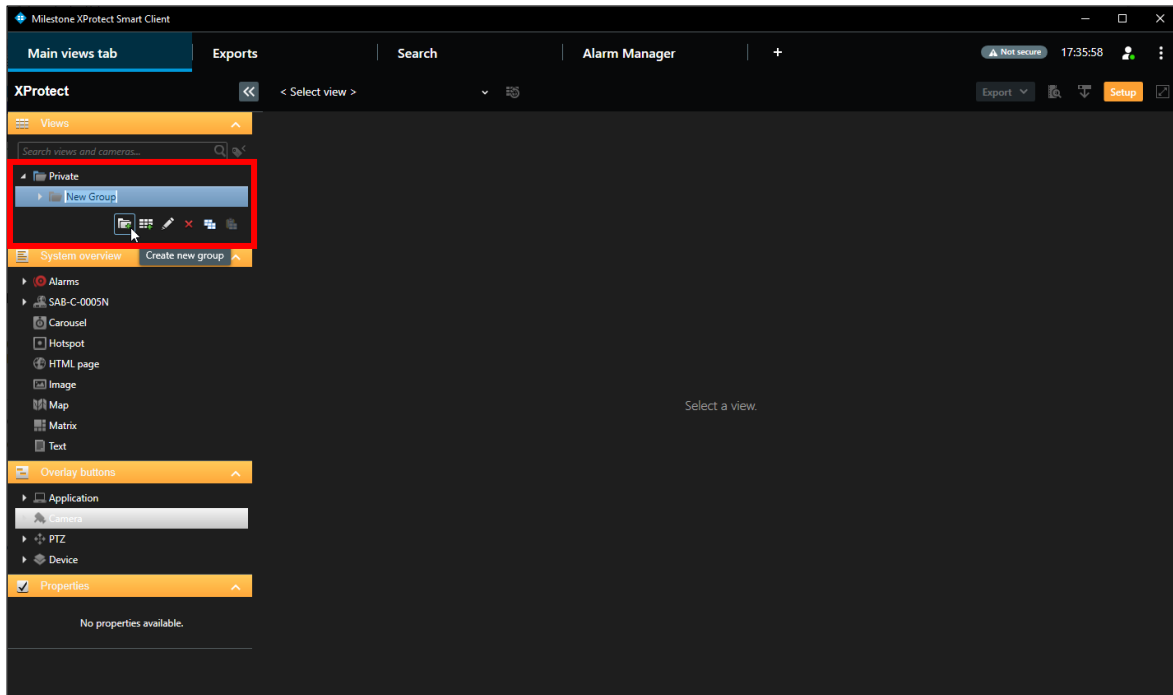 Milestone XProtect Smart Client
Main views tab
Exports
Search
Alarm Manager
+
Not secure
17:35:58
XProtect
< Select view >
Export
Setup
Views
Search views and cameras...
Private
New Group
System overview
Create new group
Alarms
SAB-C-0005N
Carousel
Hotspot
HTML page
Image
Map
Matrix
Text
Select a view.
Overlay buttons
Application
Camera
PTZ
Device
Properties
No properties available.